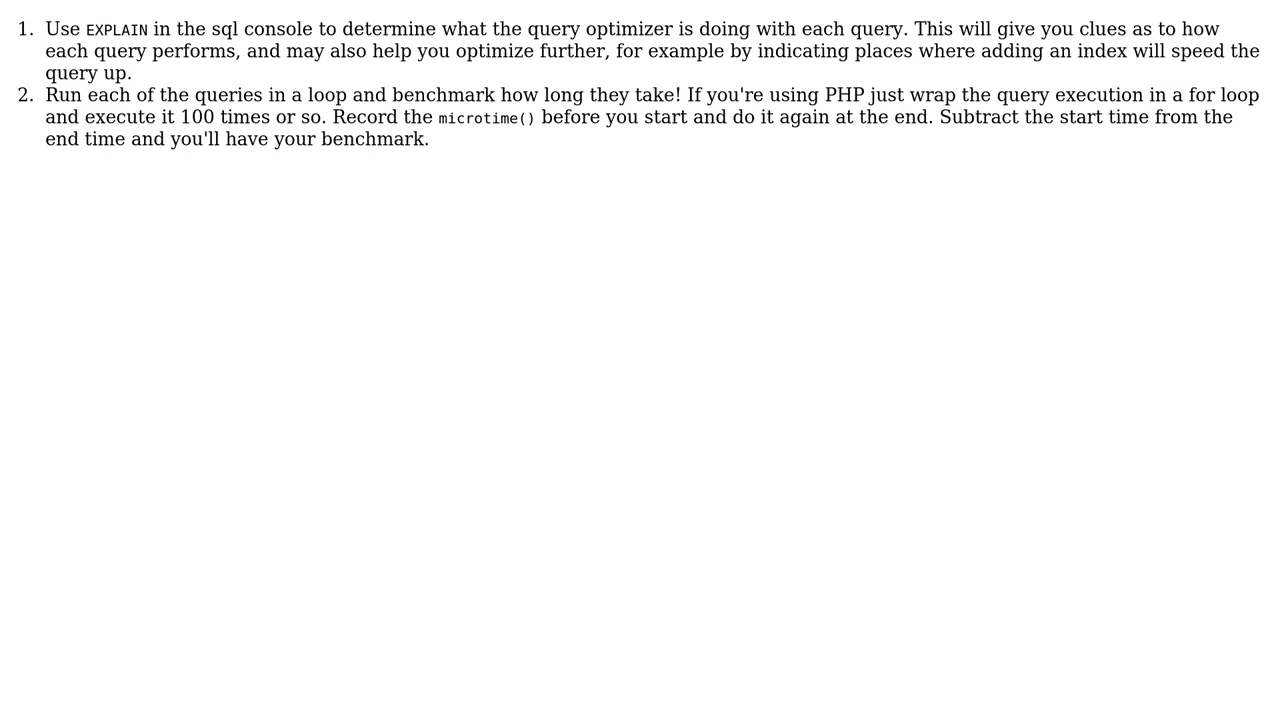 1. Use EXPLAIN in the sql console to determine what the query optimizer is doing with each query. This will give you clues as to how
each query performs, and may also help you optimize further, for example by indicating places where adding an index will speed the
query up.
2. Run each of the queries in a loop and benchmark how long they take! If you're using PHP just wrap the query execution in a for loop
and execute it 100 times or so. Record the microtime() before you start and do it again at the end. Subtract the start time from the
end time and you'll have your benchmark.